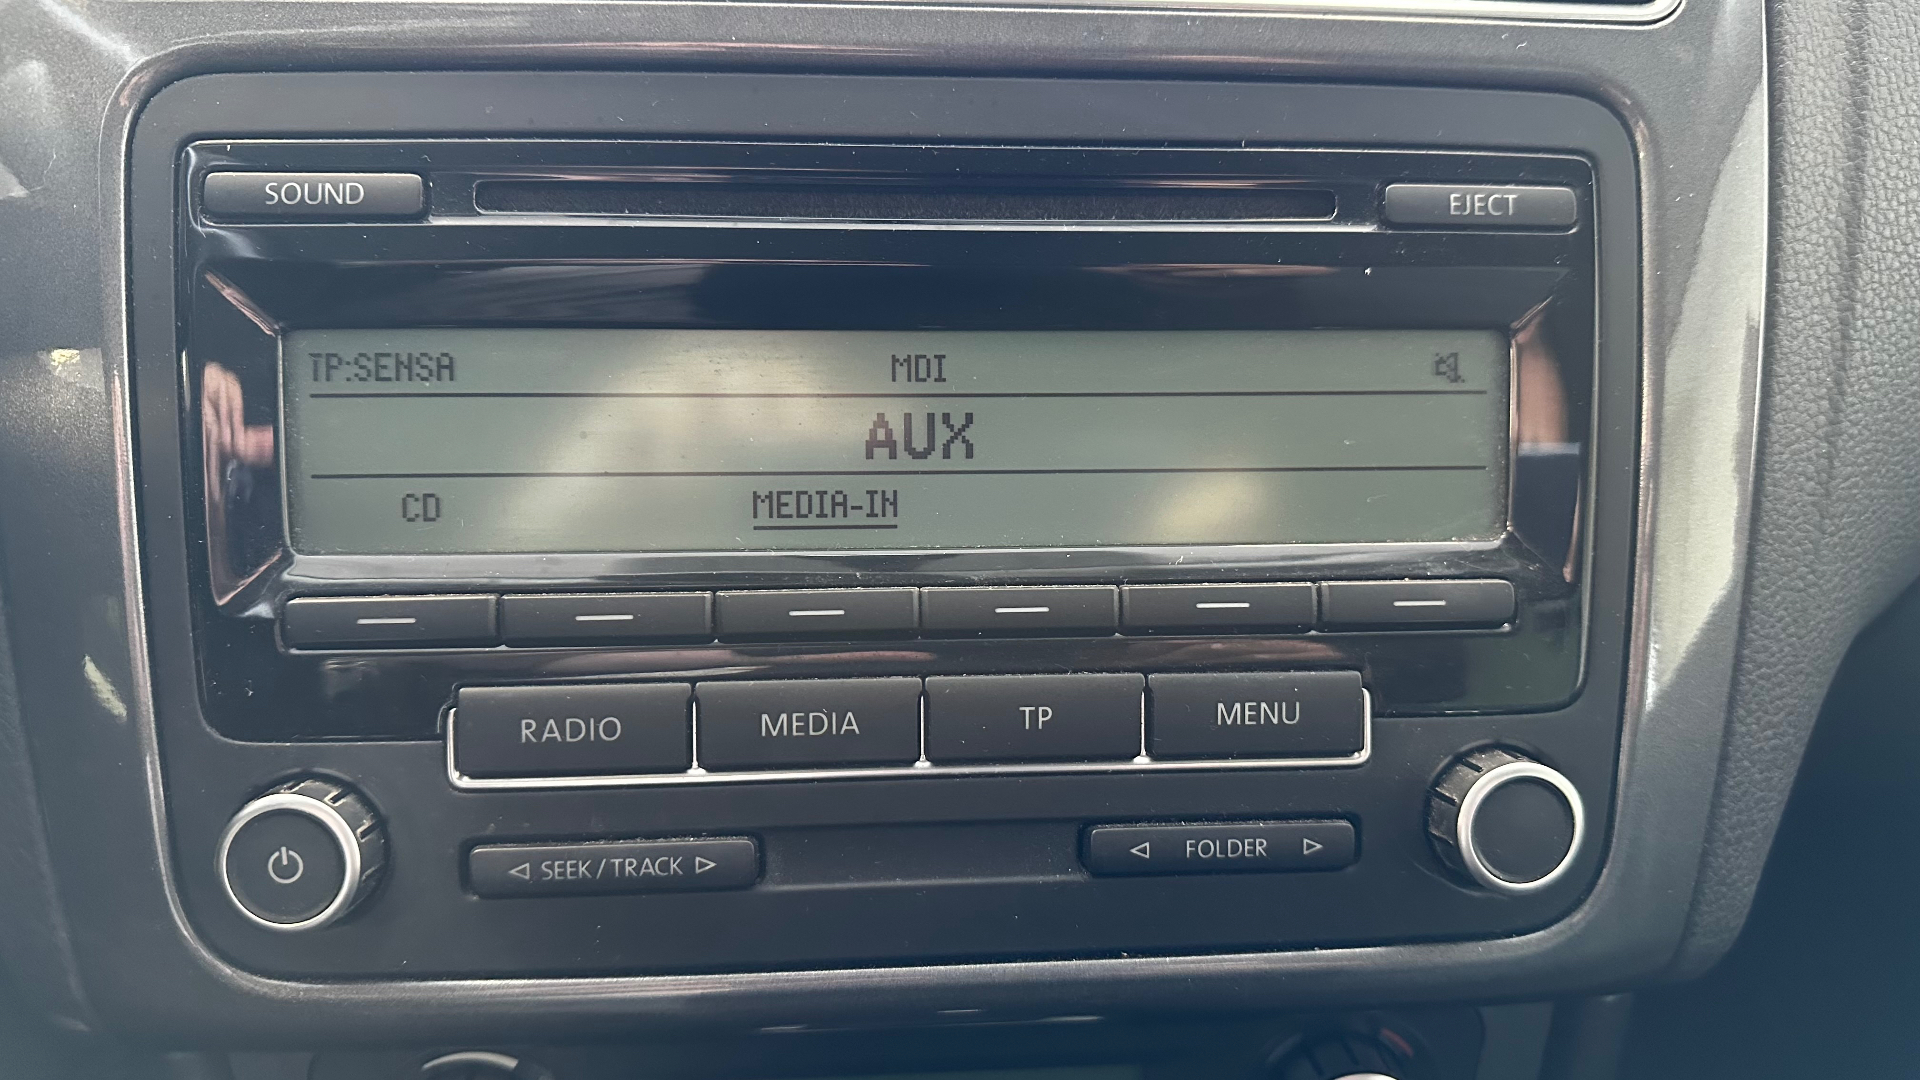 SOUND
EJECT
TP:SENSA MDI
AUX
CD MEDIA-IN
RADIO MEDIA TP MENU
SEEK/TRACK
FOLDER